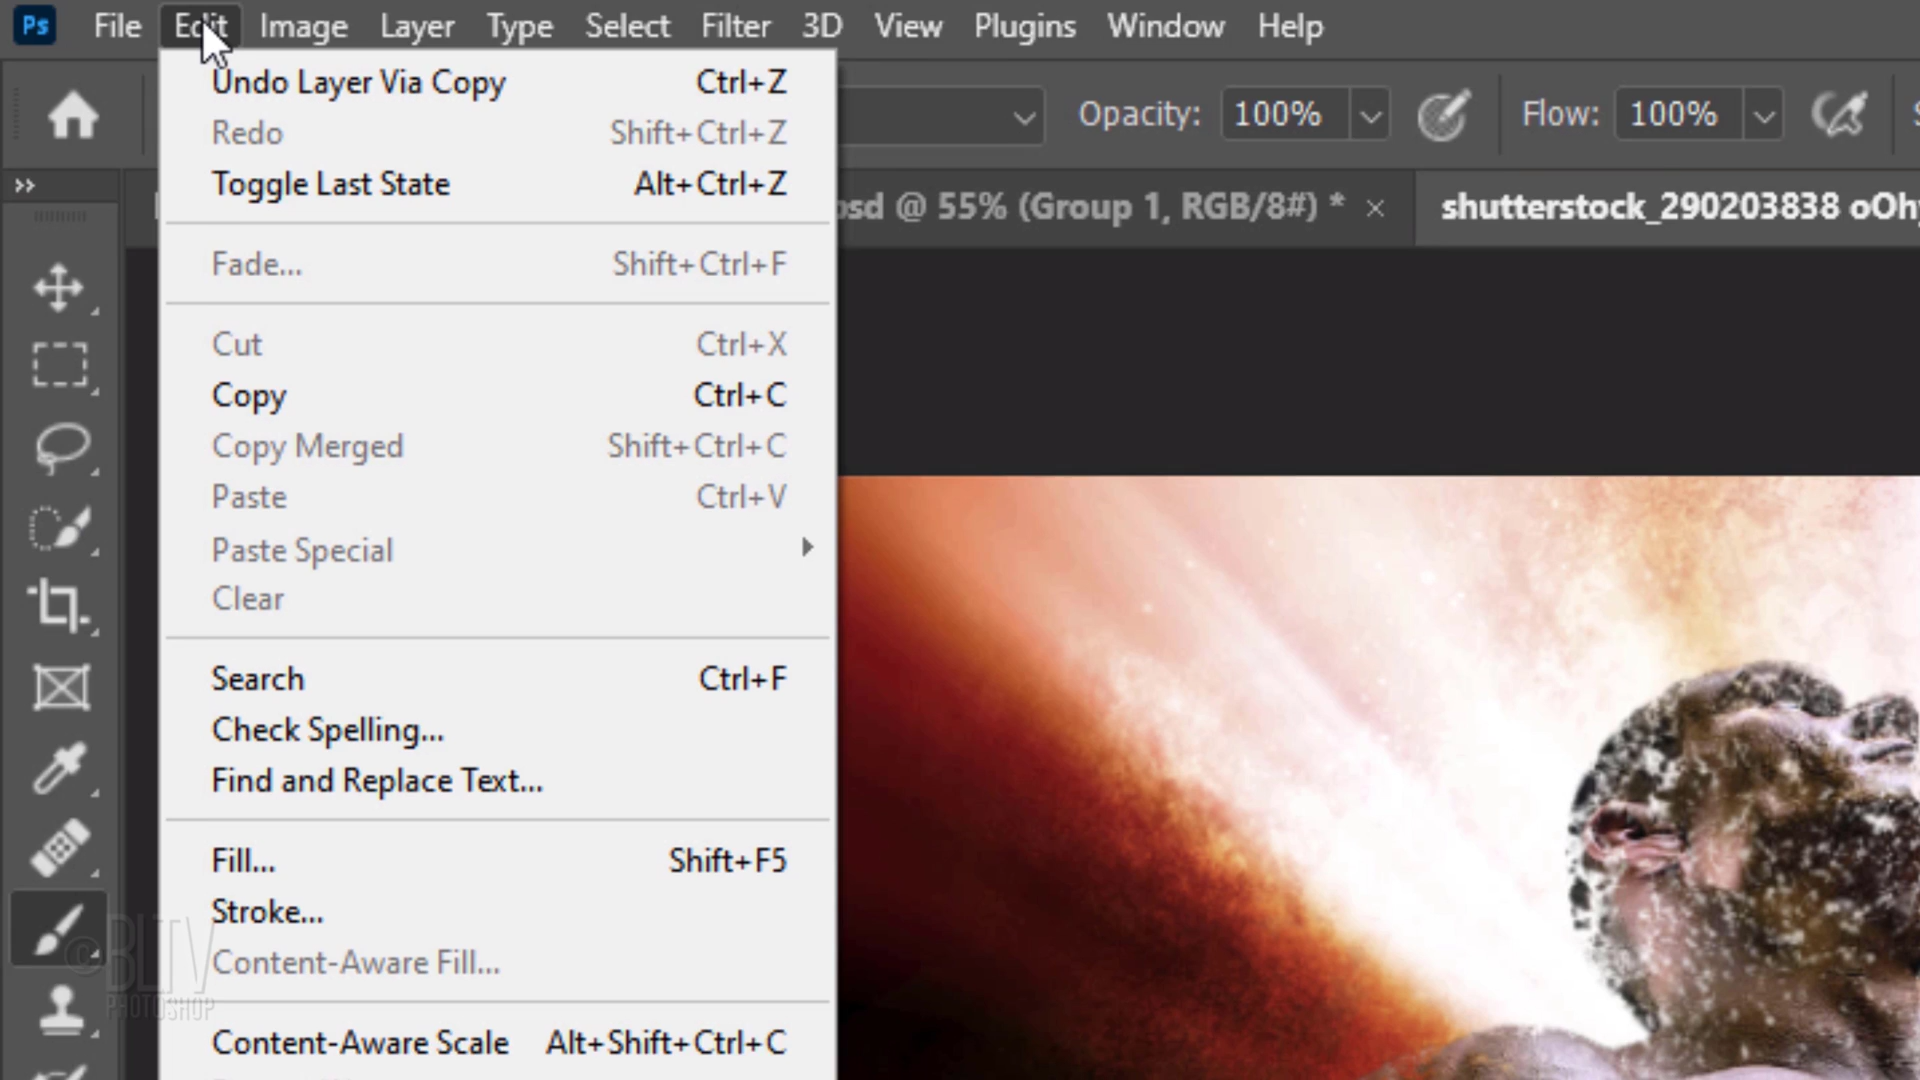 Ps File Edit Image Layer Type Select Filter 3D View Plugins Window Help
Undo Layer Via Copy Ctrl+Z
Redo Shift+Ctrl+Z
Toggle Last State Alt+Ctrl+Z
Opacity: 100% Flow: 100%
@ 55% (Group 1, RGB/8#) * × shutterstock_290203838
Fade... Shift+Ctrl+F
Cut Ctrl+X
Copy Ctrl+C
Copy Merged Shift+Ctrl+C
Paste Ctrl+V
Paste Special
Clear
Search Ctrl+F
Check Spelling...
Find and Replace Text...
Fill... Shift+F5
Stroke...
Content-Aware Fill...
Content-Aware Scale Alt+Shift+Ctrl+C
©BLTV
PHOTOSHOP